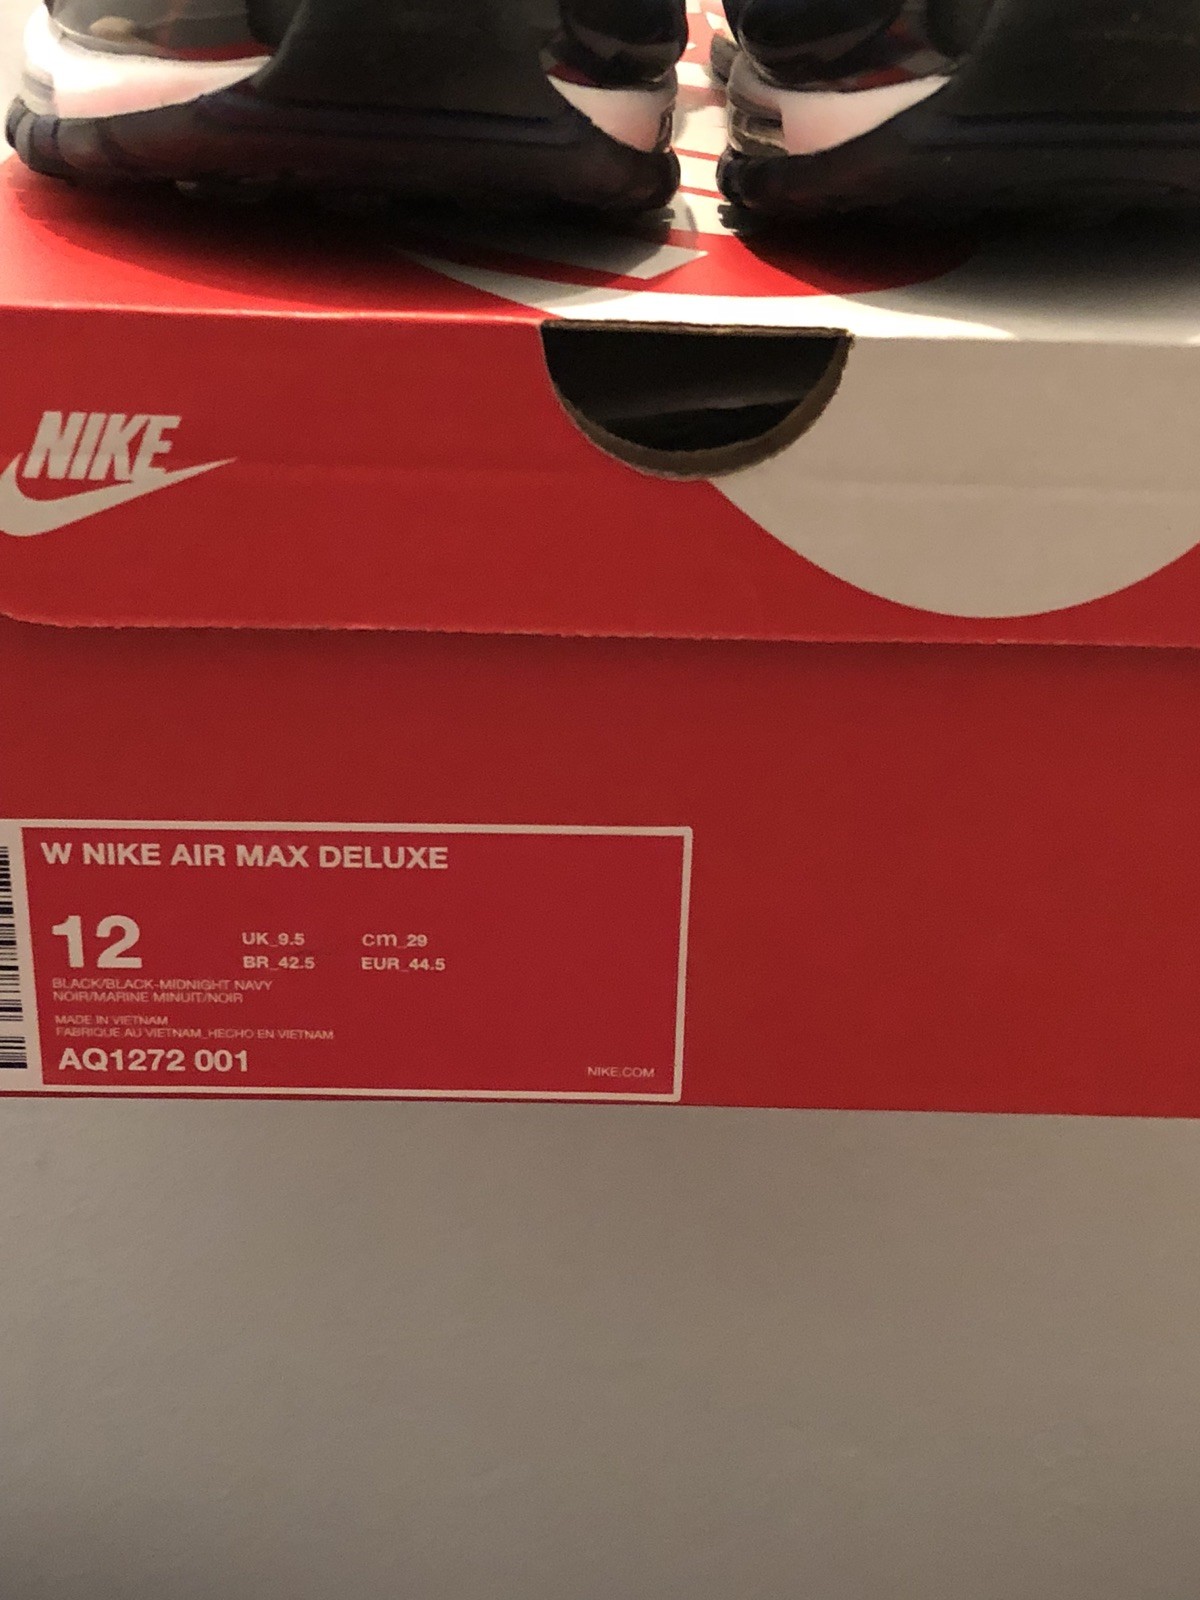 NIKE
W NIKE AIR MAX DELUXE
12
UK_9.5 cm_29
BR_42.5 EUR_44.5
BLACK/BLACK-MIDNIGHT NAVY
NOIR/MARINE MINUIT/NOIR
MADE IN VIETNAM
FABRIQUE AU VIETNAM_HECHO EN VIETNAM
AQ1272 001
NIKE.COM